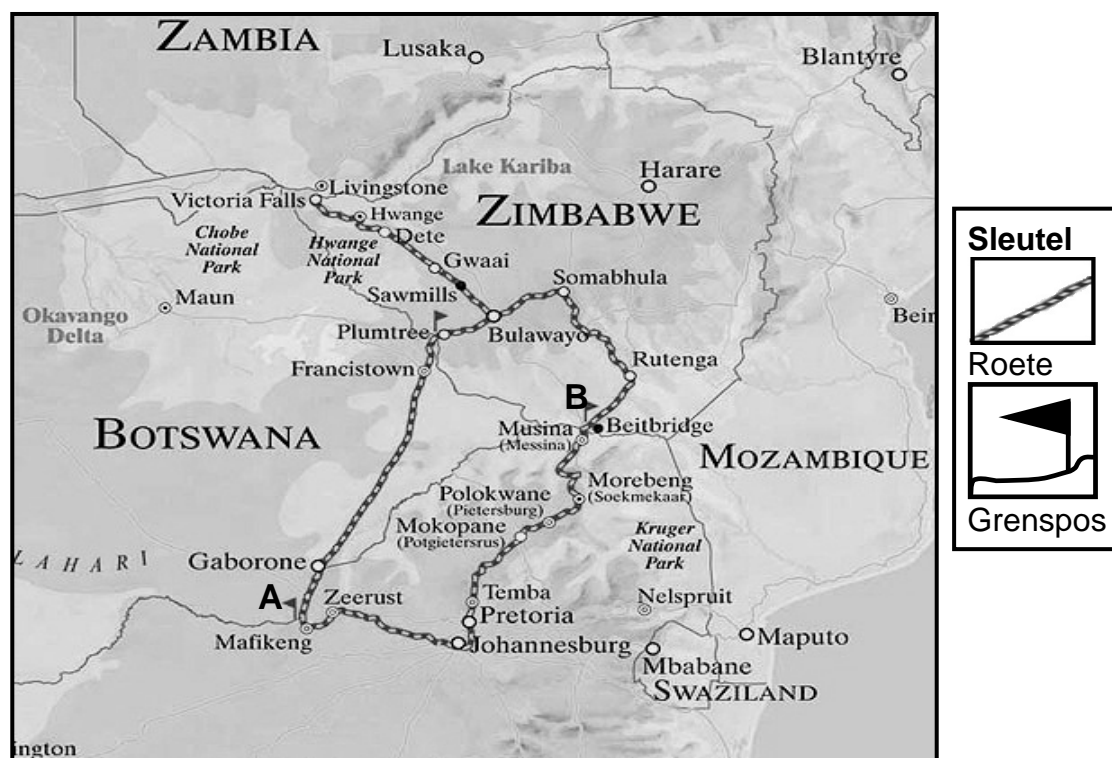 ZAMBIA
Lusaka
Blantyre
Lake Kariba
Harare
Livingstone
Victoria Falls
ZIMBABWE
Hwange
Chobe
National
Park
Dete
Hwange
National
Park
Gwaai
Somabhula
Maun
Sawmills
Okavango
Delta
Beir
Plumtree
Bulawayo
Rutenga
Francistown
B
BOTSWANA
Musina
(Messina)
Beitbridge
MOZAMBIQUE
Polokwane
(Pietersburg)
Morebeng
(Soekmekaar)
Mokopane
(Potgietersrus)
Kruger
National
Park
LAHARI
Gaborone
A
Zeerust
Temba
Nelspruit
Pretoria
Mafikeng
Johannesburg
Maputo
Mbabane
SWAZILAND
ington
Sleutel
Roete
Grenspos